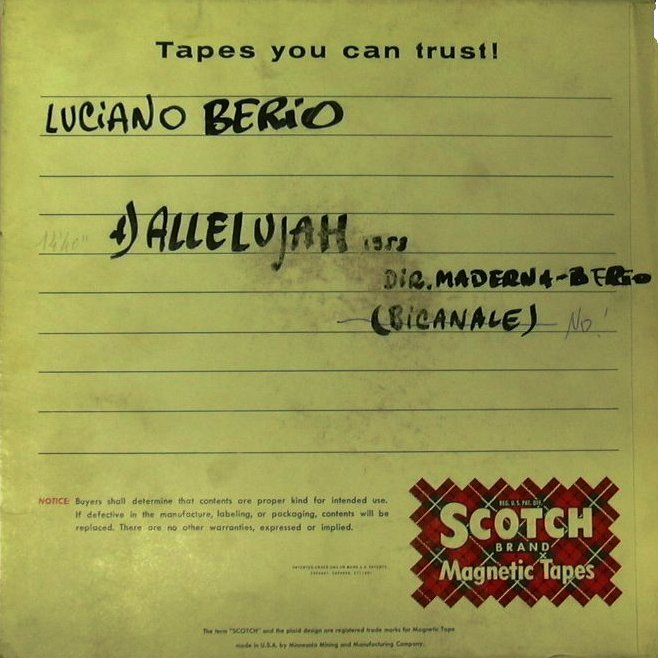 Tapes you can trust!
LUCiANO BERiO
14'40"
1) ALLELUJAH 1958
DiR. MADERNA-BERiO
(BiCANALE) No!
NOTICE: Buyers shall determine that contents are proper kind for intended use.
If defective in the manufacture, labeling, or packaging, contents will be
replaced. There are no other warranties, expressed or implied.
REG. U.S. PAT. OFF.
SCOTCH
BRAND
Magnetic Tapes
The term "SCOTCH" and the plaid design are registered trade marks for Magnetic Tape
made in U.S.A. by Minnesota Mining and Manufacturing Company.